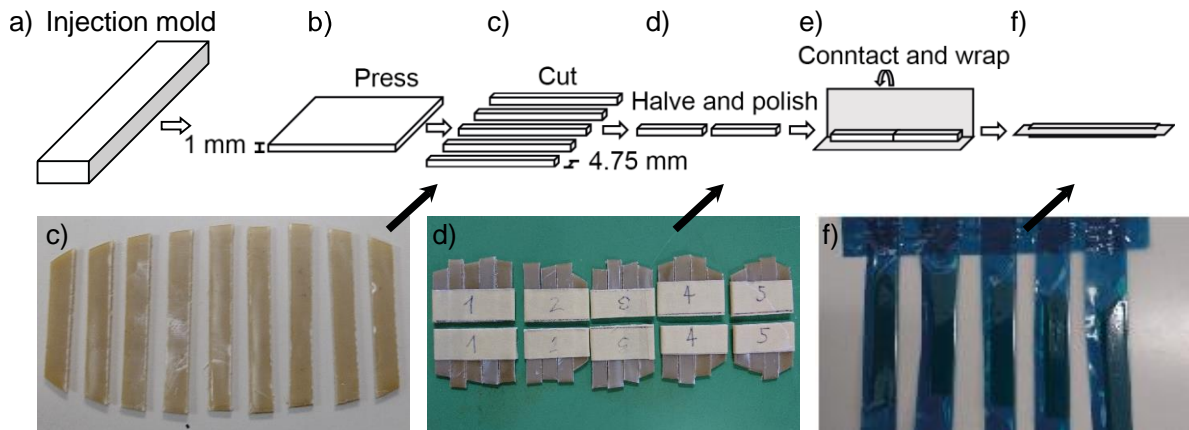 a) Injection mold
b)
c)
d)
e)
f)
Press
Cut
Conntact and wrap
Halve and polish
1 mm
4.75 mm
c)
d)
f)
1
2
4
5
1
4
5